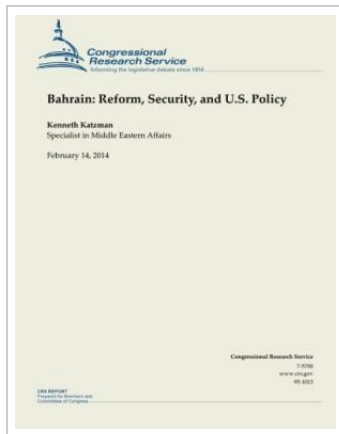 Congressional
Research Service
Informing the legislative debate since 1914
Bahrain: Reform, Security, and U.S. Policy
Kenneth Katzman
Specialist in Middle Eastern Affairs
February 14, 2014
Congressional Research Service
7-5700
www.crs.gov
95-1013
CRS REPORT
Prepared for Members and
Committees of Congress